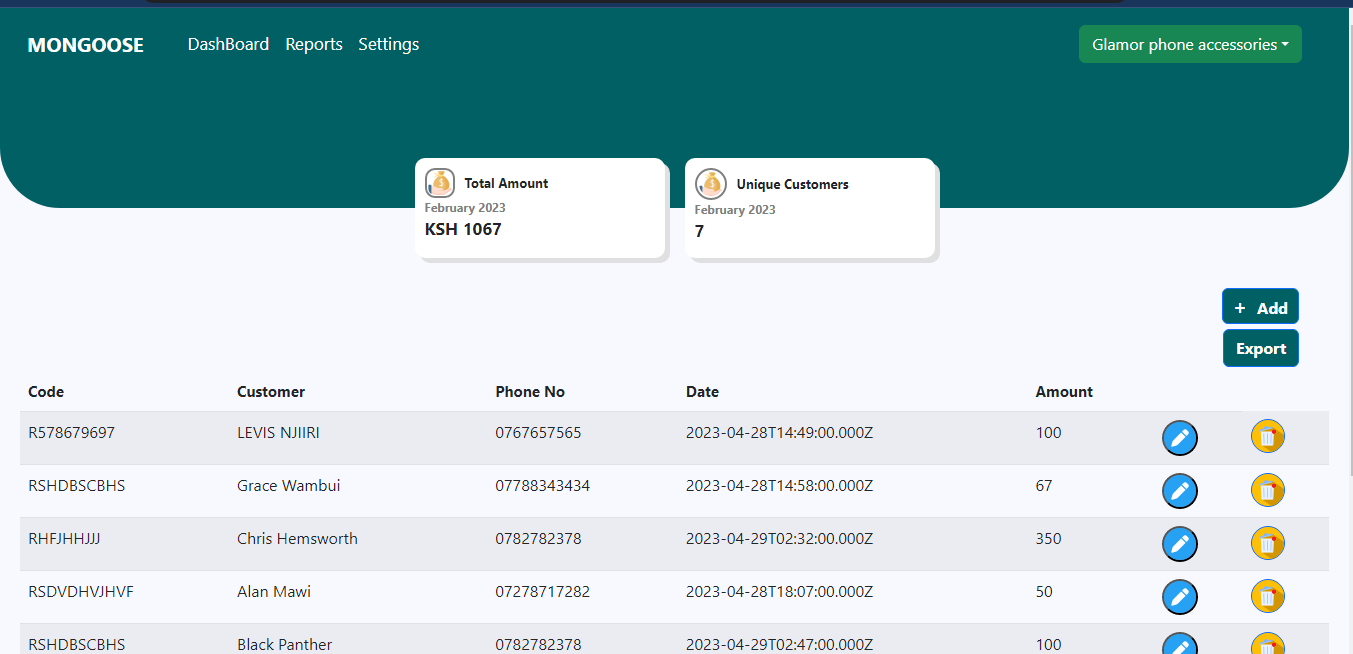 MONGOOSE DashBoard Reports Settings Glamor phone accessories
Total Amount
February 2023
KSH 1067
Unique Customers
February 2023
7
+ Add
Export
Code Customer Phone No Date Amount
R578679697 LEVIS NJIIRI 0767657565 2023-04-28T14:49:00.000Z 100
RSHDBSCBHS Grace Wambui 07788343434 2023-04-28T14:58:00.000Z 67
RHFJHHJJJ Chris Hemsworth 0782782378 2023-04-29T02:32:00.000Z 350
RSDVDHVJHVF Alan Mawi 07278717282 2023-04-28T18:07:00.000Z 50
RSHDBSCBHS Black Panther 0782782378 2023-04-29T02:47:00.000Z 100